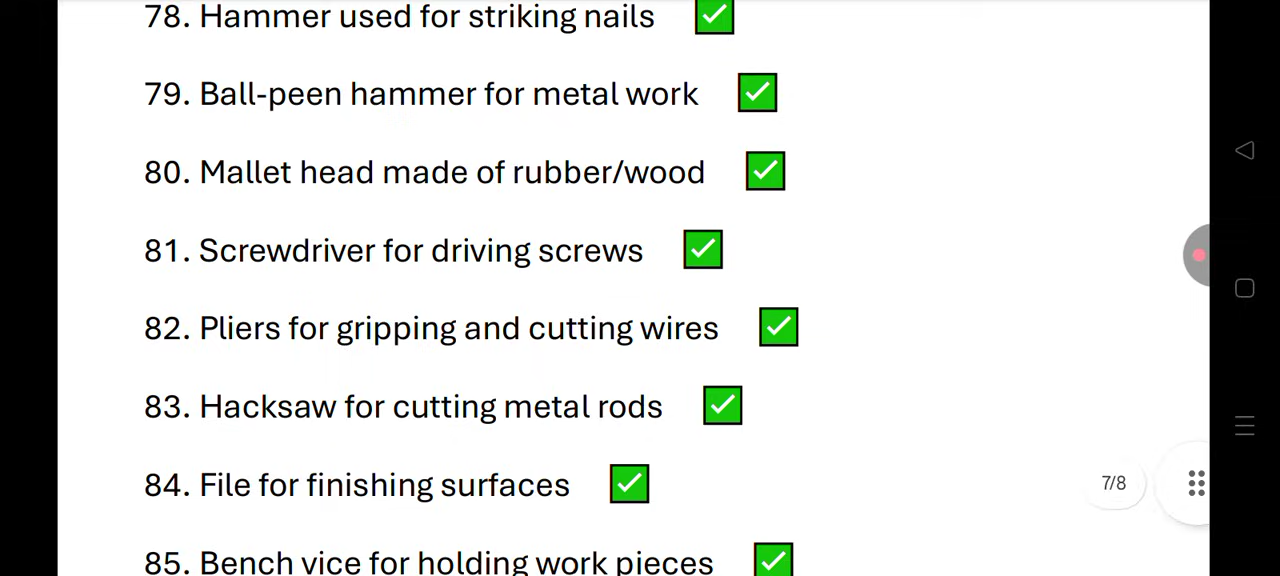 78. Hammer used for striking nails ✅
79. Ball-peen hammer for metal work ✅
80. Mallet head made of rubber/wood ✅
81. Screwdriver for driving screws ✅
82. Pliers for gripping and cutting wires ✅
83. Hacksaw for cutting metal rods ✅
84. File for finishing surfaces ✅
7/8
85. Bench vice for holding work pieces ✅